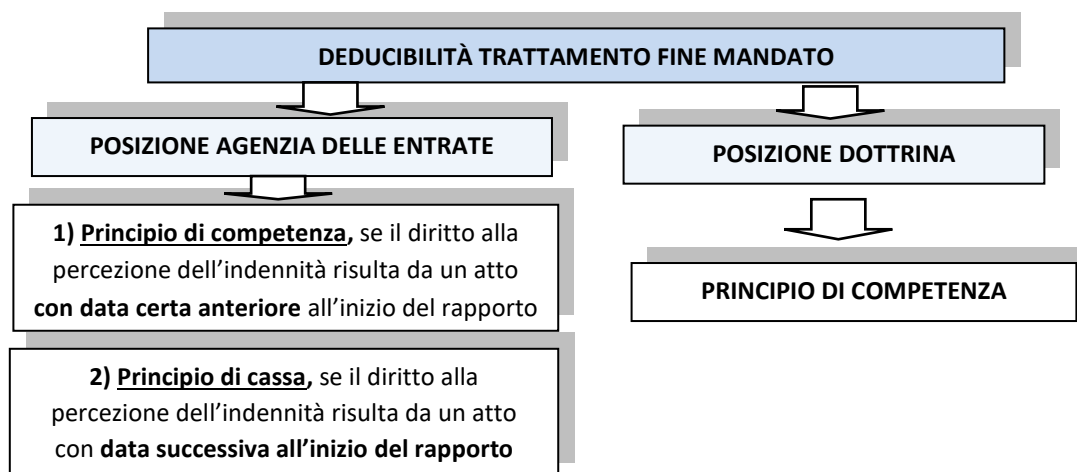 DEDUCIBILITÀ TRATTAMENTO FINE MANDATO
POSIZIONE AGENZIA DELLE ENTRATE
1) Principio di competenza, se il diritto alla
percezione dell'indennità risulta da un atto
con data certa anteriore all'inizio del rapporto
2) Principio di cassa, se il diritto alla
percezione dell'indennità risulta da un atto
con data successiva all'inizio del rapporto
POSIZIONE DOTTRINA
PRINCIPIO DI COMPETENZA